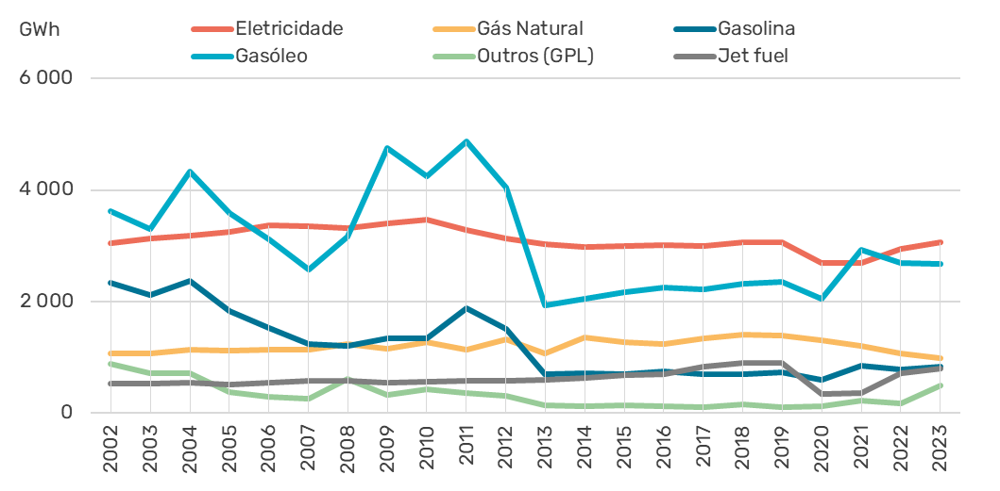 GWh
Eletricidade Gás Natural Gasolina
Gasóleo Outros (GPL) Jet fuel
6 000
4 000
2 000
0
2002 2003 2004 2005 2006 2007 2008 2009 2010 2011 2012 2013 2014 2015 2016 2017 2018 2019 2020 2021 2022 2023